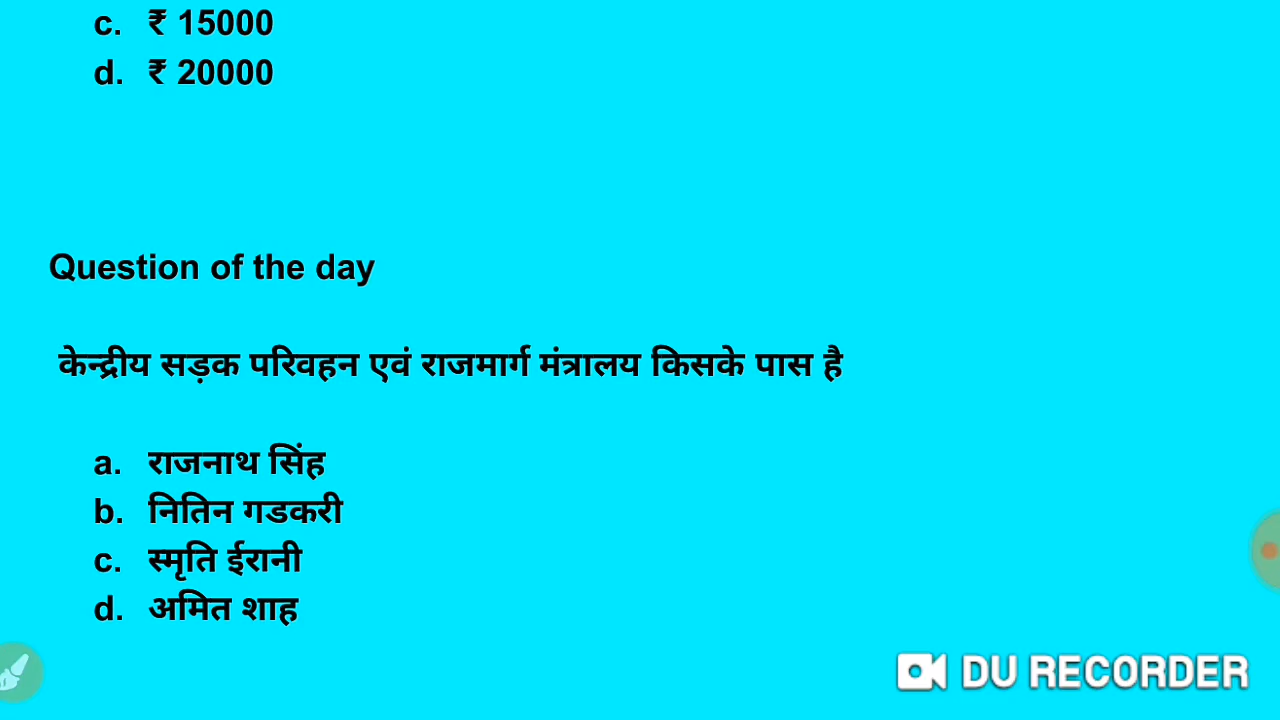 c. ₹ 15000
d. ₹ 20000
Question of the day
केन्द्रीय सड़क परिवहन एवं राजमार्ग मंत्रालय किसके पास है
a. राजनाथ सिंह
b. नितिन गडकरी
c. स्मृति ईरानी
d. अमित शाह
DU RECORDER